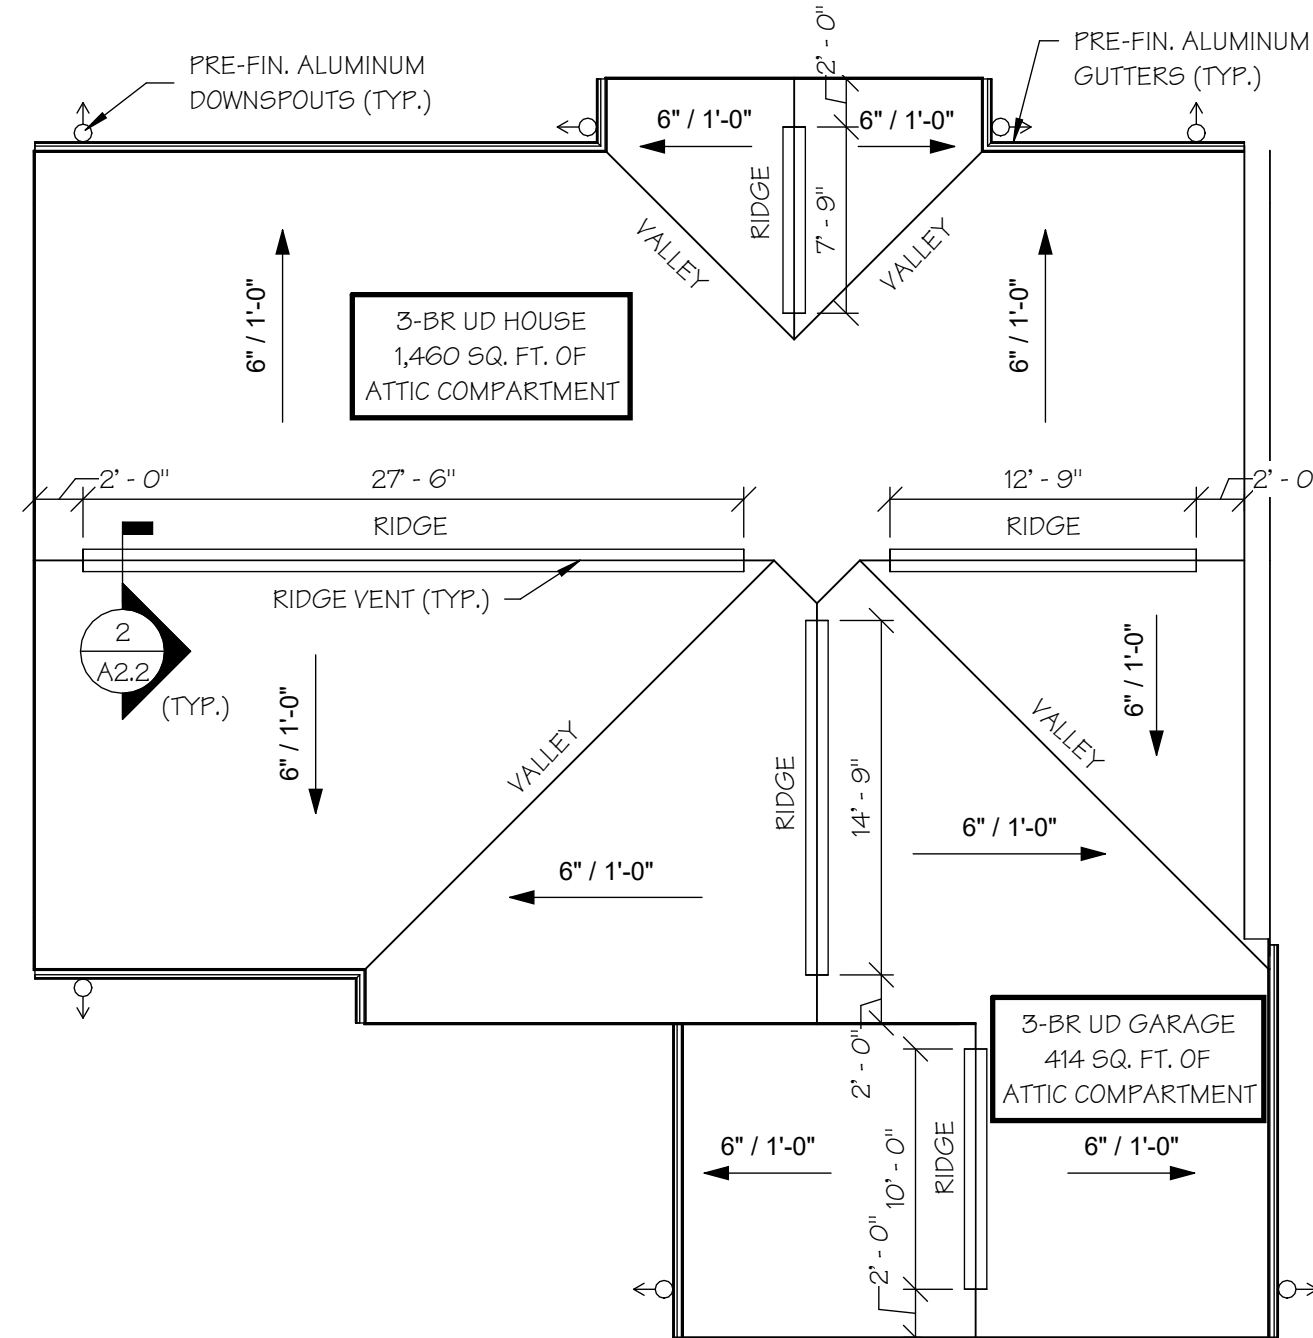 PRE-FIN. ALUMINUM
DOWNSPOUTS (TYP.)
2' - 0"
PRE-FIN. ALUMINUM
GUTTERS (TYP.)
6" / 1'-0"
6" / 1'-0"
RIDGE
7' - 9"
VALLEY
VALLEY
6" / 1'-0"
3-BR UD HOUSE
1,460 SQ. FT. OF
ATTIC COMPARTMENT
6" / 1'-0"
2' - 0"
27' - 6"
12' - 9"
2' - 0
RIDGE
RIDGE
RIDGE VENT (TYP.)
2
A2.2
(TYP.)
6" / 1'-0"
VALLEY
RIDGE
14' - 9"
VALLEY
6" / 1'-0"
6" / 1'-0"
6" / 1'-0"
2' - 0"
3-BR UD GARAGE
414 SQ. FT. OF
ATTIC COMPARTMENT
6" / 1'-0"
10' - 0"
RIDGE
6" / 1'-0"
2' - 0"